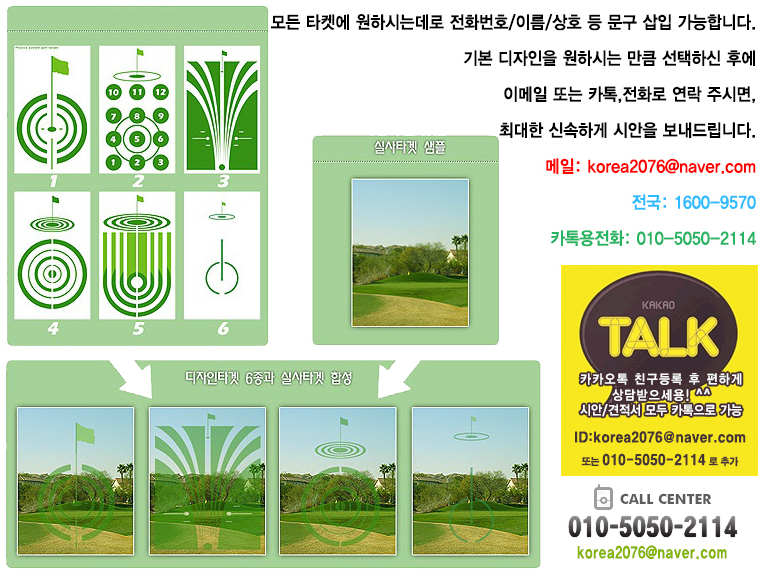 모든 타켓에 원하시는데로 전화번호/이름/상호 등 문구 삽입 가능합니다.
기본 디자인을 원하시는 만큼 선택하신 후에
이메일 또는 카톡,전화로 연락 주시면,
최대한 신속하게 시안을 보내드립니다.
메일: korea2076@naver.com
전국: 1600-9570
카톡용전화: 010-5050-2114
10 11 12
7 8 9
4 5 6
1 2 3
1 2 3
4 5 6
실사타겟 샘플
디자인타겟 6종과 실사타겟 합성
KAKAO
TALK
카카오톡 친구등록 후 편하게
상담받으세용! ^^
시안/견적서 모두 카톡으로 가능
ID:korea2076@naver.com
또는 010-5050-2114 로 추가
CALL CENTER
010-5050-2114
korea2076@naver.com